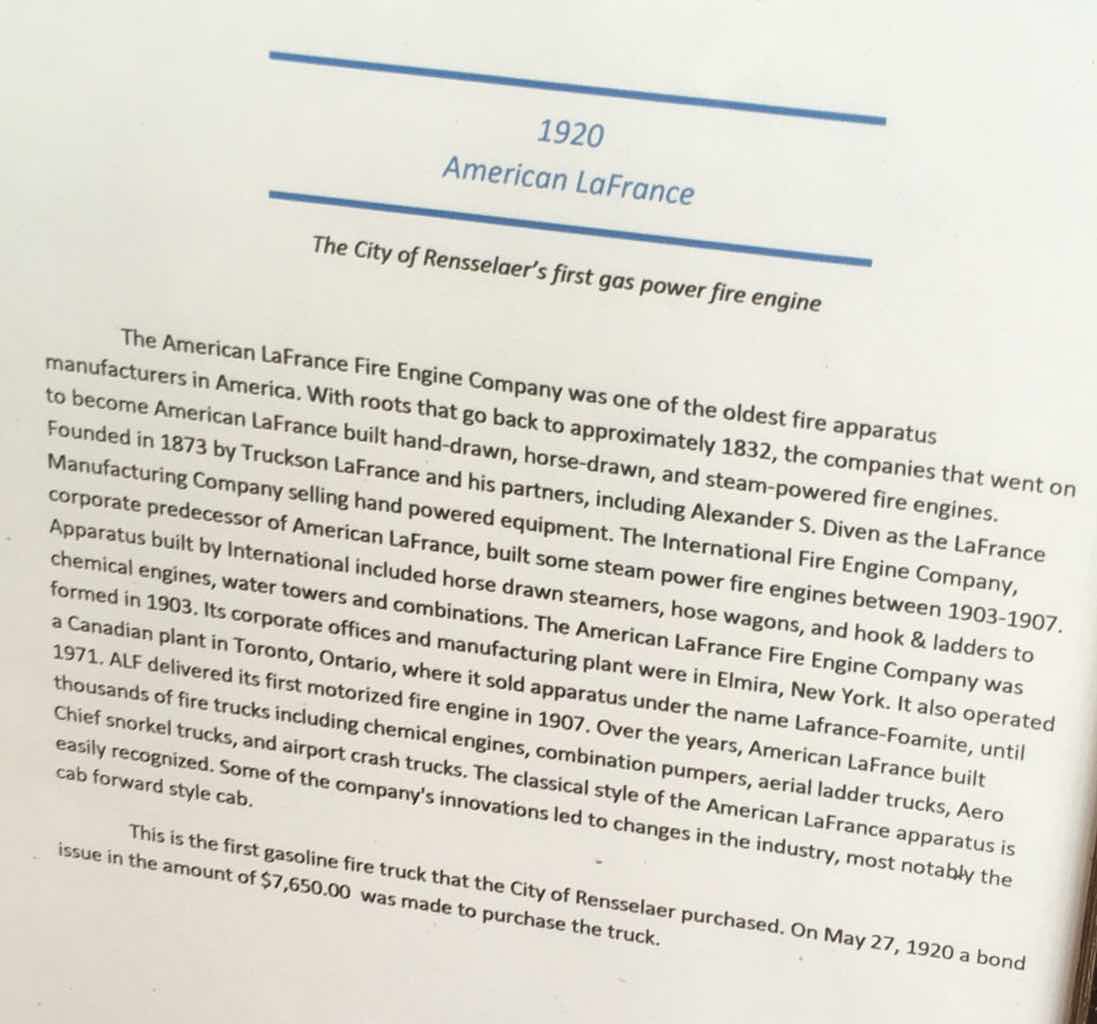 1920
American LaFrance
The City of Rensselaer's first gas power fire engine
The American LaFrance Fire Engine Company was one of the oldest fire apparatus
manufacturers in America. With roots that go back to approximately 1832, the companies that went on
to become American LaFrance built hand-drawn, horse-drawn, and steam-powered fire engines.
Founded in 1873 by Truckson LaFrance and his partners, including Alexander S. Diven as the LaFrance
Manufacturing Company selling hand powered equipment. The International Fire Engine Company,
corporate predecessor of American LaFrance, built some steam power fire engines between 1903-1907.
Apparatus built by International included horse drawn steamers, hose wagons, and hook & ladders to
chemical engines, water towers and combinations. The American LaFrance Fire Engine Company was
formed in 1903. Its corporate offices and manufacturing plant were in Elmira, New York. It also operated
a Canadian plant in Toronto, Ontario, where it sold apparatus under the name Lafrance-Foamite, until
1971. ALF delivered its first motorized fire engine in 1907. Over the years, American LaFrance built
thousands of fire trucks including chemical engines, combination pumpers, aerial ladder trucks, Aero
Chief snorkel trucks, and airport crash trucks. The classical style of the American LaFrance apparatus is
easily recognized. Some of the company's innovations led to changes in the industry, most notably the
cab forward style cab.
This is the first gasoline fire truck that the City of Rensselaer purchased. On May 27, 1920 a bond
issue in the amount of $7,650.00 was made to purchase the truck.